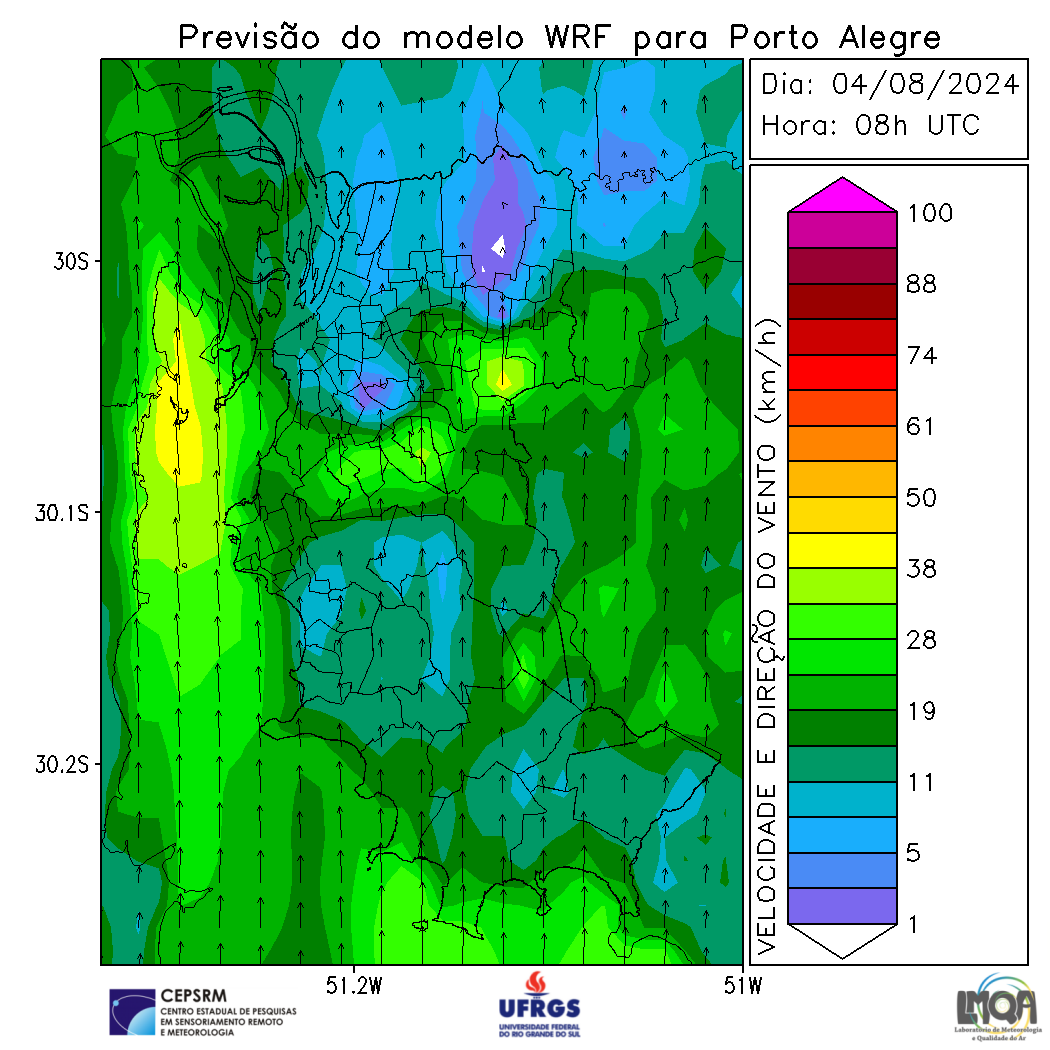 Previsão do modelo WRF para Porto Alegre
Dia: 04/08/2024
Hora: 08h UTC
30S
30.1S
30.2S
51.2W
51W
VELOCIDADE E DIREÇÃO DO VENTO (km/h)
100
88
74
61
50
38
28
19
11
5
1
CEPSRM
CENTRO ESTADUAL DE PESQUISAS
EM SENSORIAMENTO REMOTO
E METEOROLOGIA
UFRGS
UNIVERSIDADE FEDERAL
DO RIO GRANDE DO SUL
LMQA
Laboratório de Meteorologia
e Qualidade do Ar